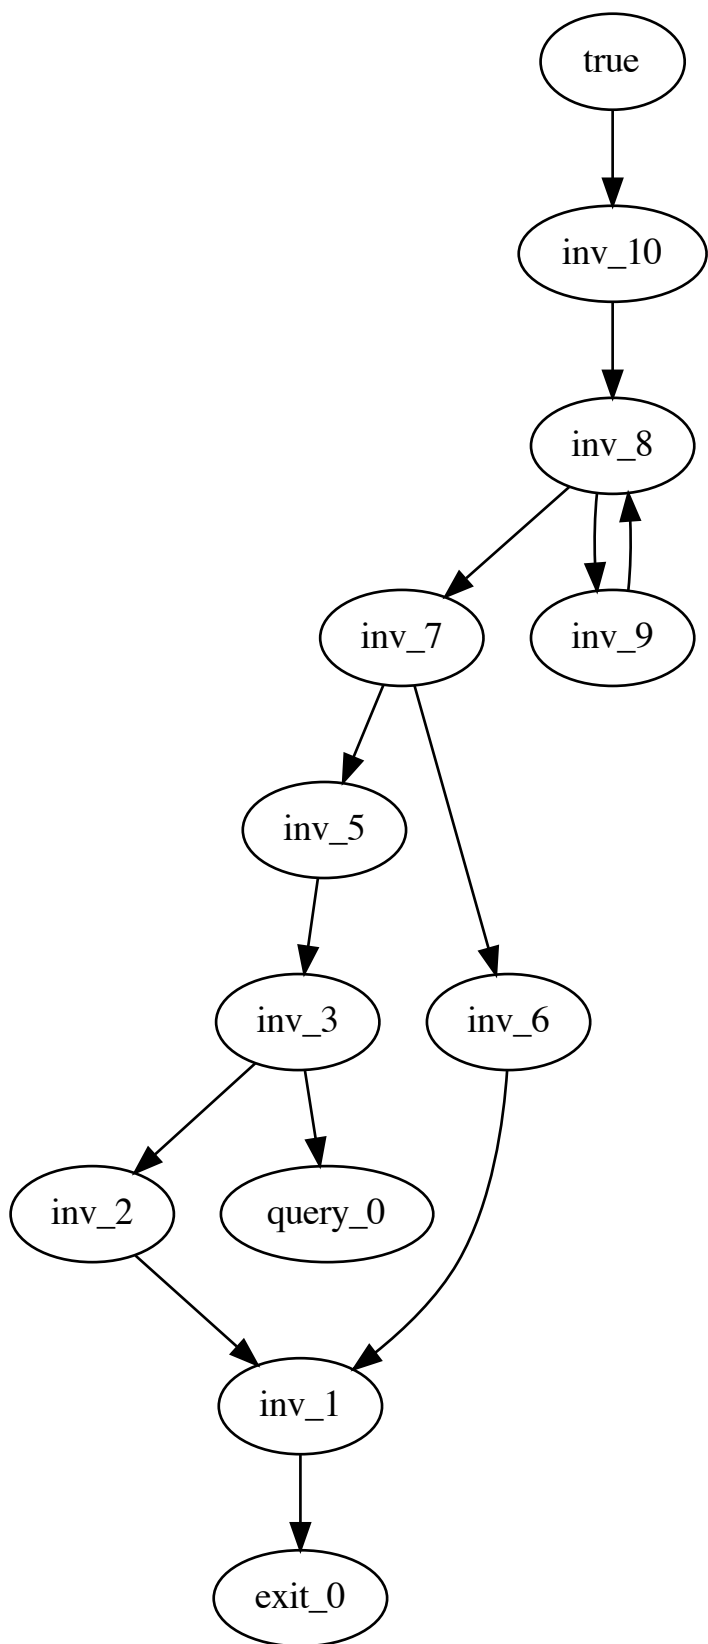 true
inv_10
inv_8
inv_7
inv_9
inv_5
inv_3
inv_6
inv_2
query_0
inv_1
exit_0